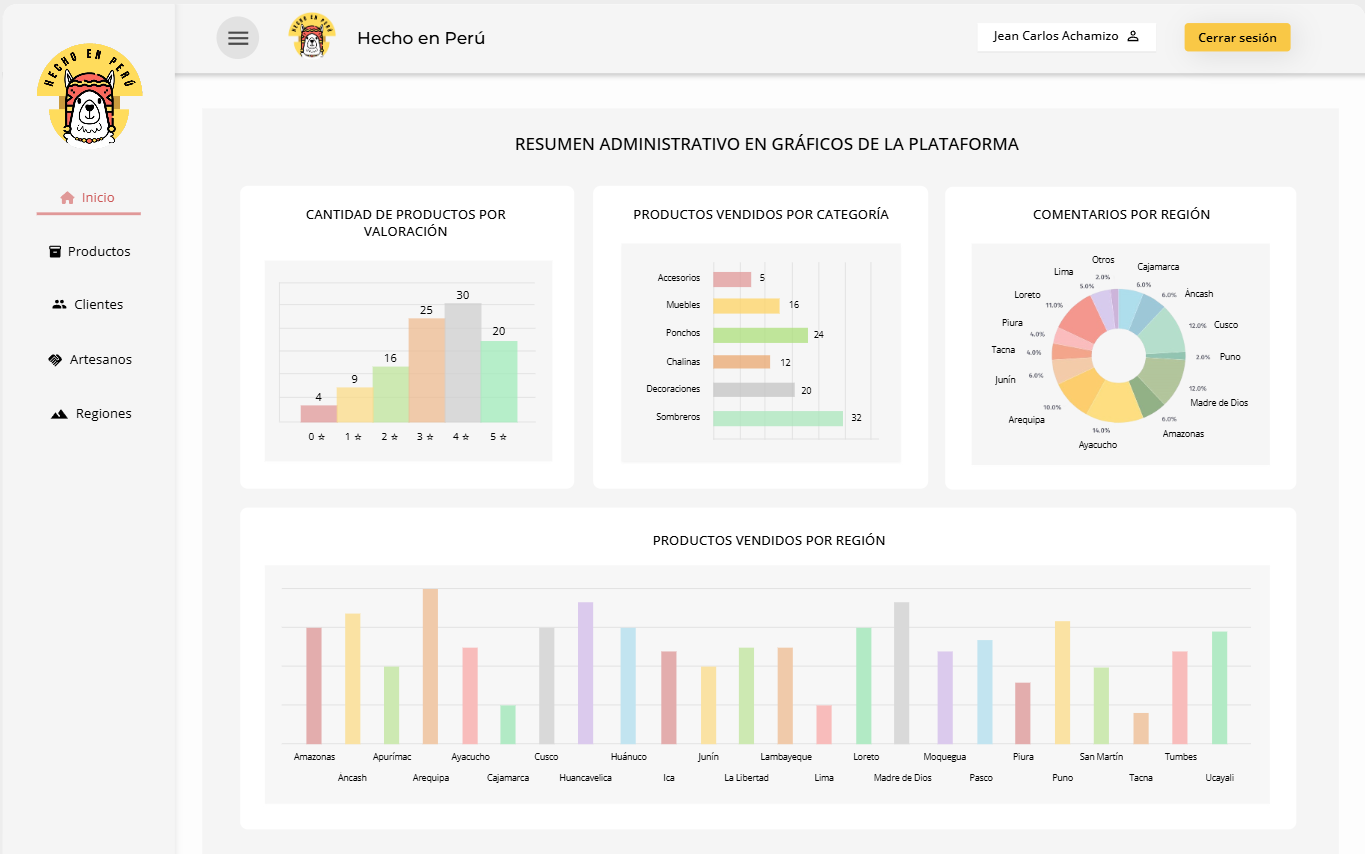 HECHO EN PERÚ
Inicio
Productos
Clientes
Artesanos
Regiones
HECHO EN PERÚ
Hecho en Perú
Jean Carlos Achamizo
Cerrar sesión
RESUMEN ADMINISTRATIVO EN GRÁFICOS DE LA PLATAFORMA
CANTIDAD DE PRODUCTOS POR
VALORACIÓN
4
9
16
25
30
20
0 ☆ 1 ☆ 2 ☆ 3 ☆ 4 ☆ 5 ☆
PRODUCTOS VENDIDOS POR CATEGORÍA
Accesorios 5
Muebles 16
Ponchos 24
Chalinas 12
Decoraciones 20
Sombreros 32
COMENTARIOS POR REGIÓN
Otros 2.0%
Cajamarca 6.0%
Áncash 6.0%
Cusco 12.0%
Puno 2.0%
Madre de Dios 12.0%
Amazonas 6.0%
Ayacucho 14.0%
Arequipa 10.0%
Junín 6.0%
Tacna 4.0%
Piura 4.0%
Loreto 11.0%
Lima 5.0%
PRODUCTOS VENDIDOS POR REGIÓN
Amazonas Apurímac Ayacucho Cusco Huánuco Junín Lambayeque Loreto Moquegua Piura San Martín Tumbes
Ancash Arequipa Cajamarca Huancavelica Ica La Libertad Lima Madre de Dios Pasco Puno Tacna Ucayali